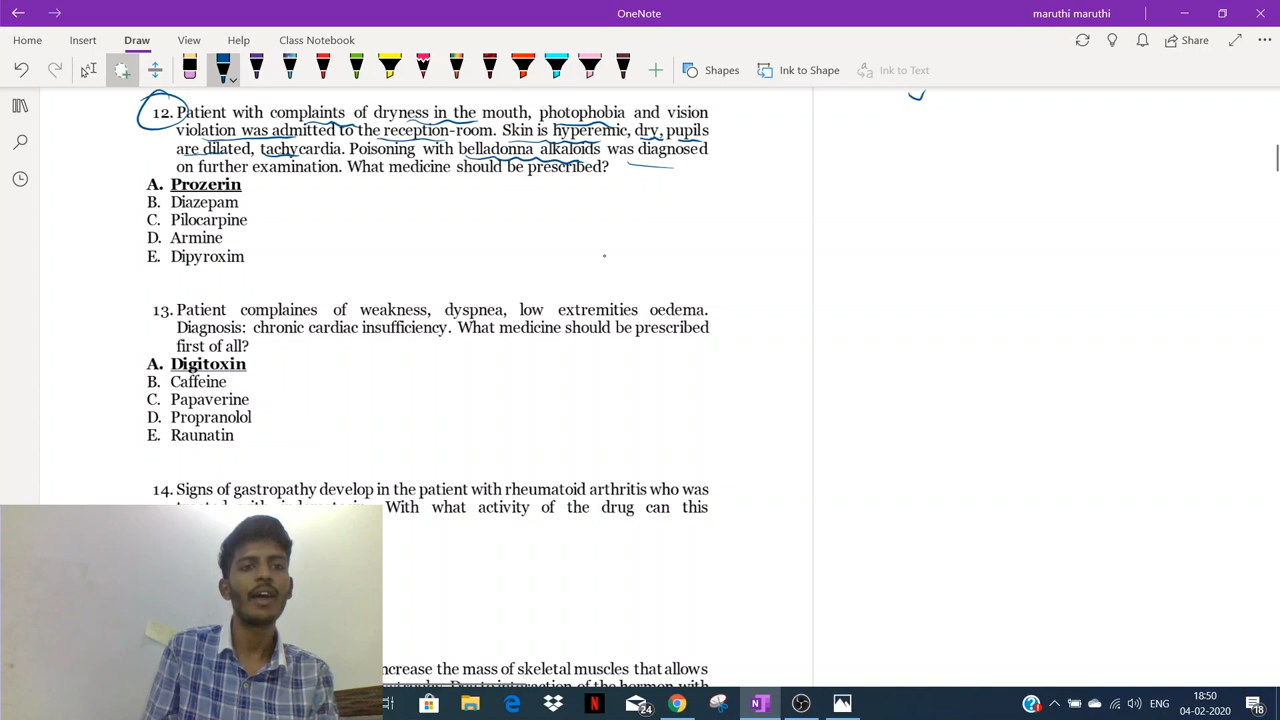 OneNote
maruthi maruthi
Home Insert Draw View Help Class Notebook
Share
Shapes
Ink to Shape
Ink to Text
12. Patient with complaints of dryness in the mouth, photophobia and vision
violation was admitted to the reception-room. Skin is hyperemic, dry, pupils
are dilated, tachycardia. Poisoning with belladonna alkaloids was diagnosed
on further examination. What medicine should be prescribed?
A. Prozerin
B. Diazepam
C. Pilocarpine
D. Armine
E. Dipyroxim
13. Patient complaines of weakness, dyspnea, low extremities oedema.
Diagnosis: chronic cardiac insufficiency. What medicine should be prescribed
first of all?
A. Digitoxin
B. Caffeine
C. Papaverine
D. Propranolol
E. Raunatin
14. Signs of gastropathy develop in the patient with rheumatoid arthritis who was
With what activity of the drug can this
increase the mass of skeletal muscles that allows
24
ENG
18:50
04-02-2020
18